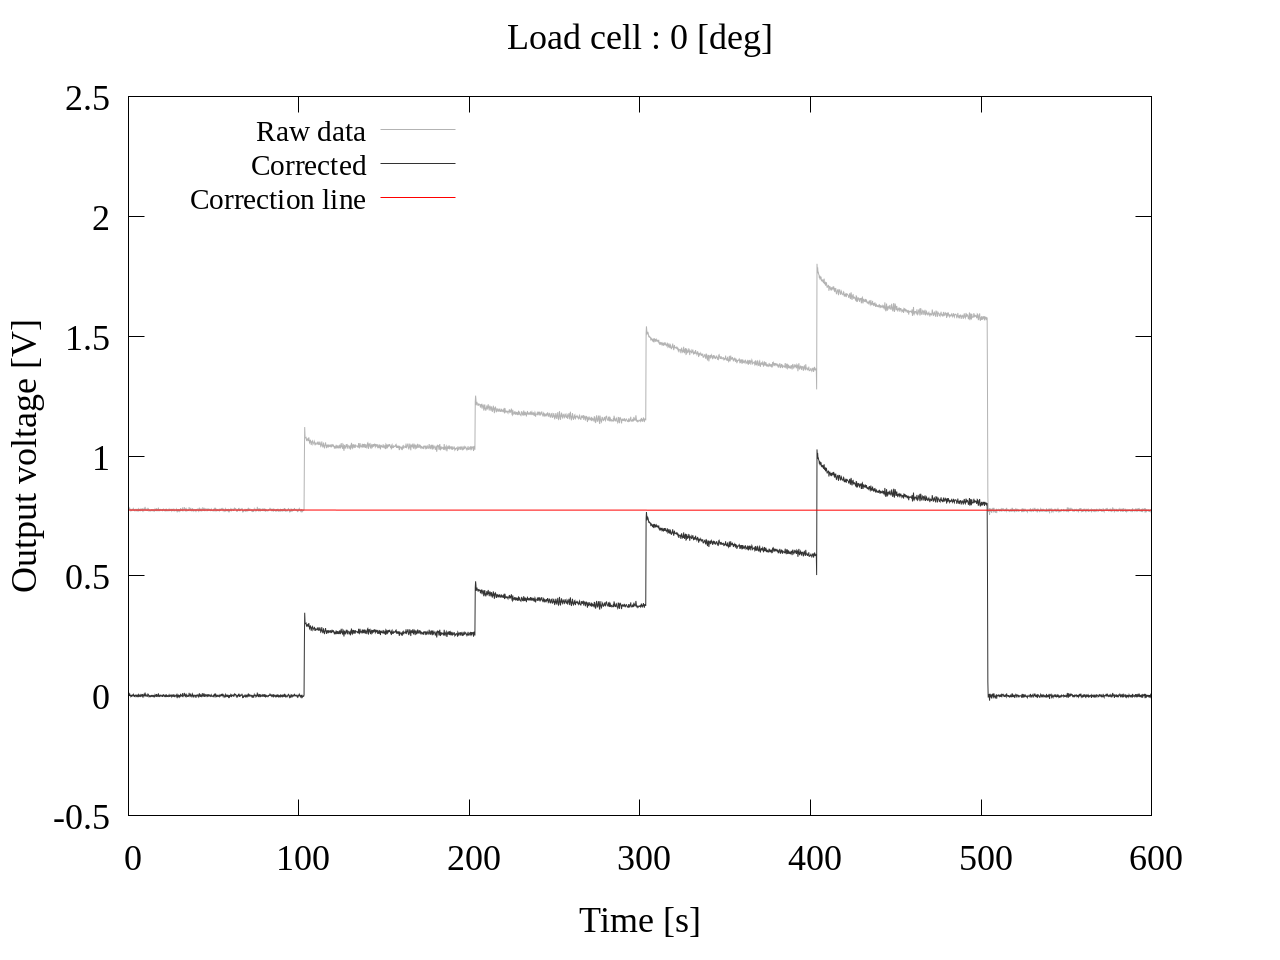 Load cell : 0 [deg]
Raw data
Corrected
Correction line
Output voltage [V]
2.5
2
1.5
1
0.5
0
-0.5
0 100 200 300 400 500 600
Time [s]